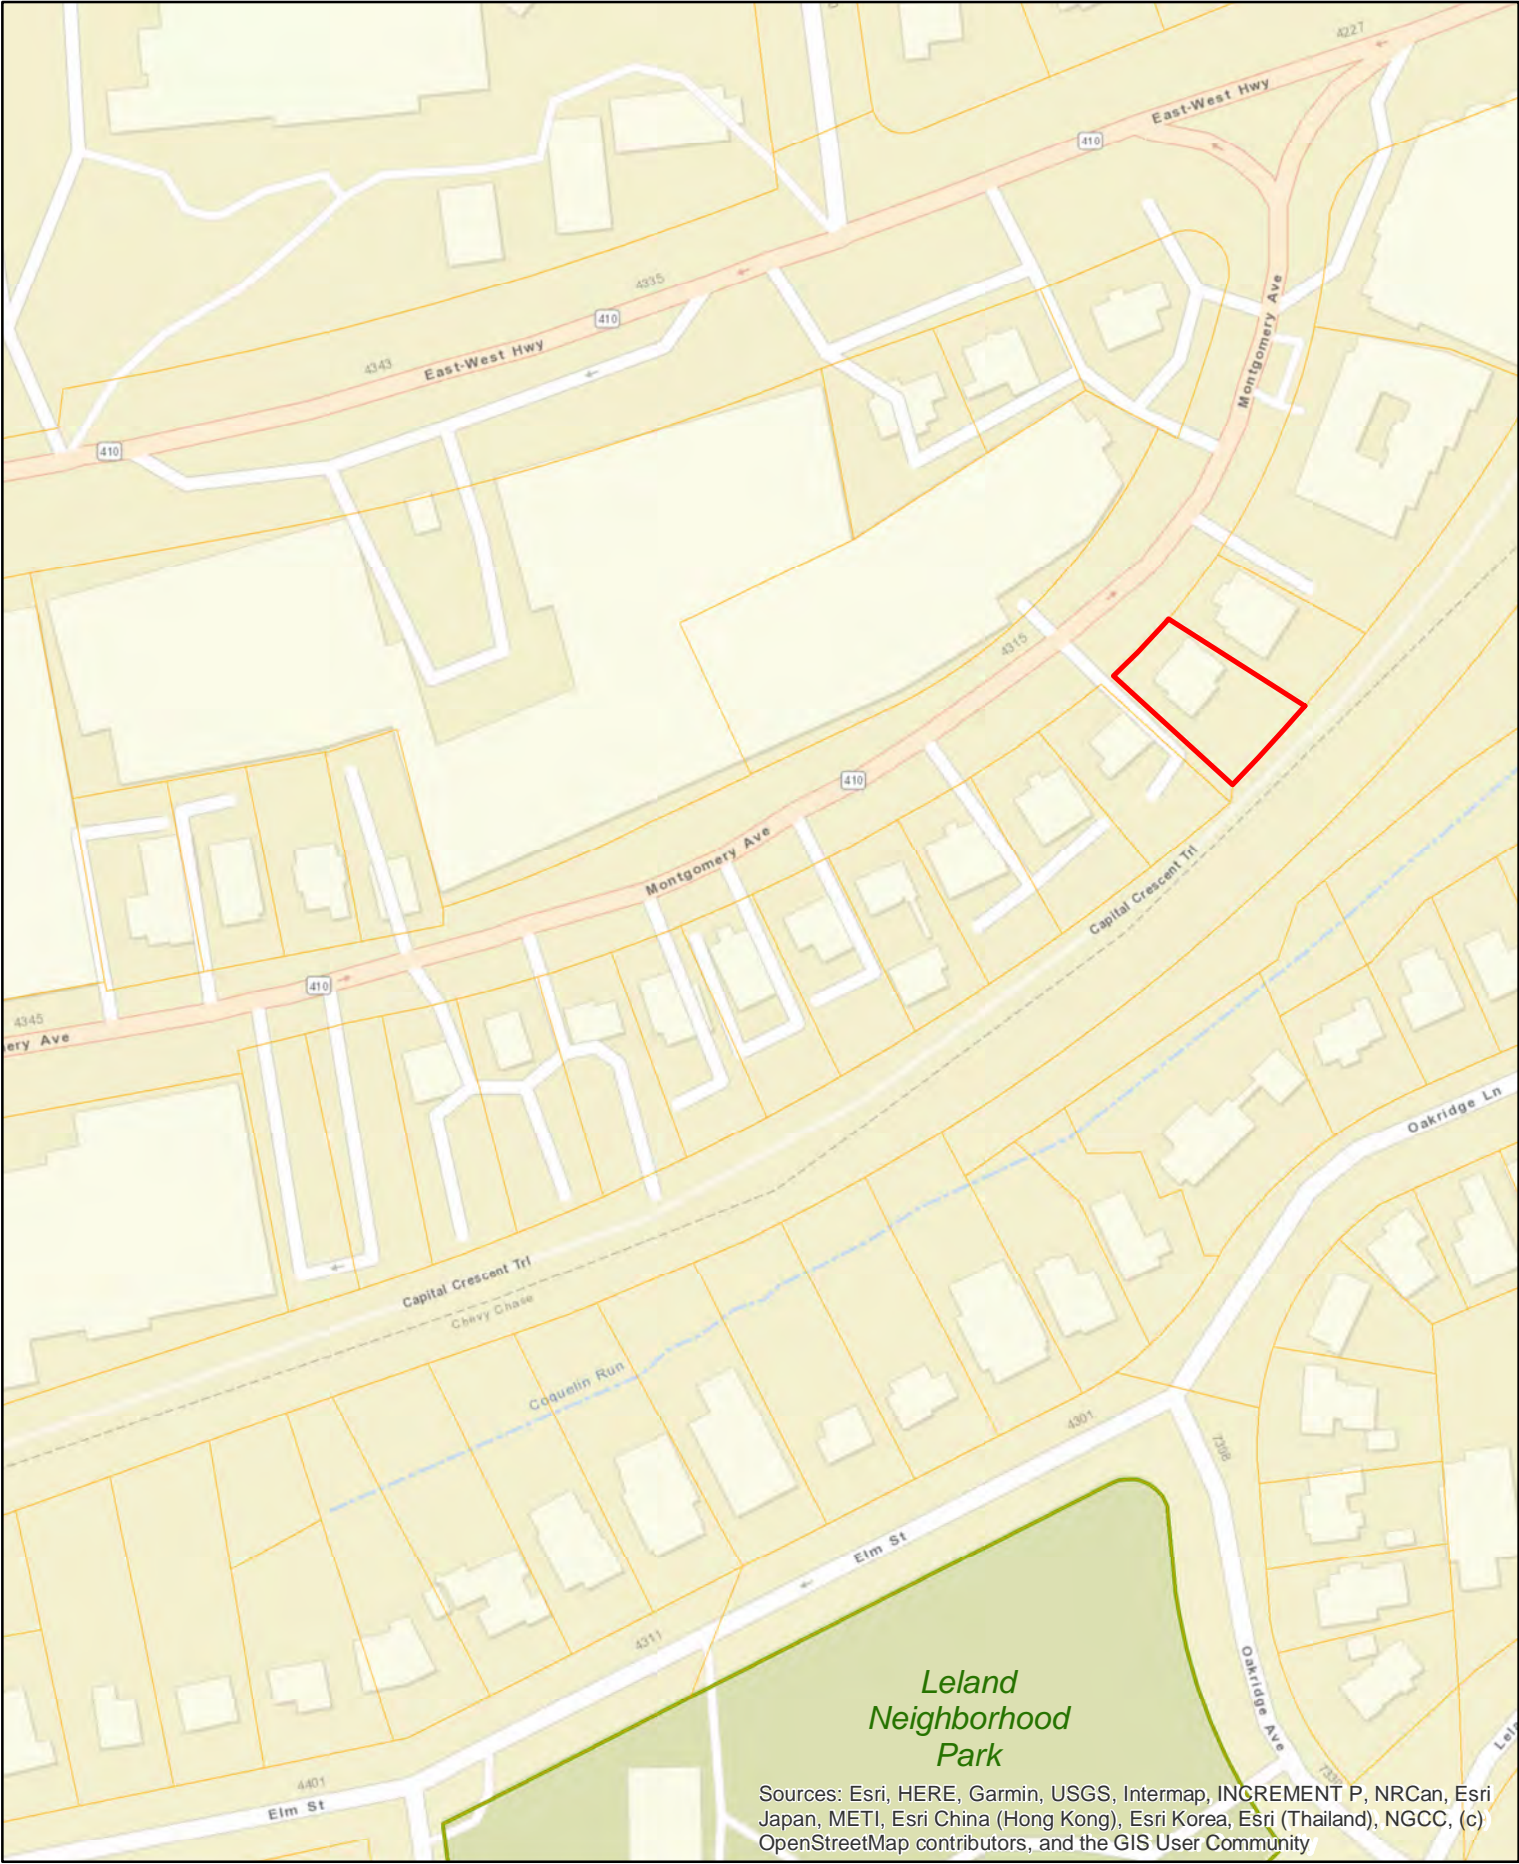 4227
East-West Hwy
410
4335
410
East-West Hwy
4343
410
Montgomery Ave
4315
410
Montgomery Ave
Capital Crescent Trl
410
4345
ery Ave
Oakridge Ln
Capital Crescent Trl
Chevy Chase
Coquelin Run
4301
7308
Elm St
4311
Oakridge Ave
Leland
Neighborhood
Park
4401
Elm St
Sources: Esri, HERE, Garmin, USGS, Intermap, INCREMENT P, NRCan, Esri
Japan, METI, Esri China (Hong Kong), Esri Korea, Esri (Thailand), NGCC, (c)
OpenStreetMap contributors, and the GIS User Community